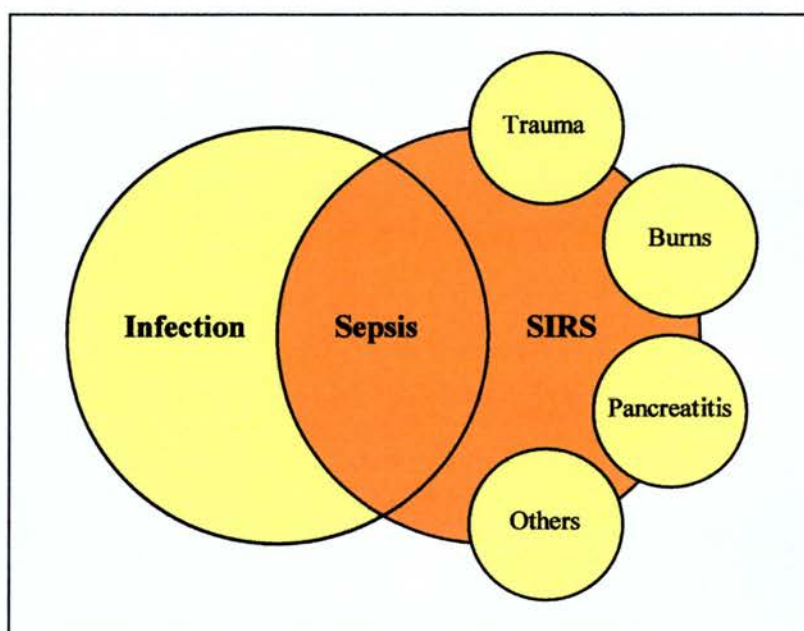 Trauma
Burns
Infection
Sepsis
SIRS
Pancreatitis
Others